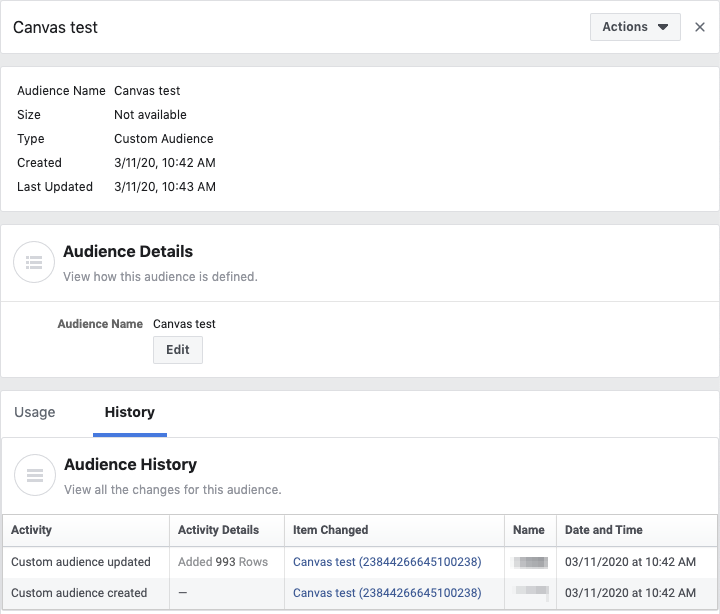 Canvas test
Actions
Audience Name Canvas test
Size Not available
Type Custom Audience
Created 3/11/20, 10:42 AM
Last Updated 3/11/20, 10:43 AM
Audience Details
View how this audience is defined.
Audience Name Canvas test
Edit
Usage History
Audience History
View all the changes for this audience.
Activity Activity Details Item Changed Name Date and Time
Custom audience updated Added 993 Rows Canvas test (23844266645100238) 03/11/2020 at 10:42 AM
Custom audience created — Canvas test (23844266645100238) 03/11/2020 at 10:42 AM